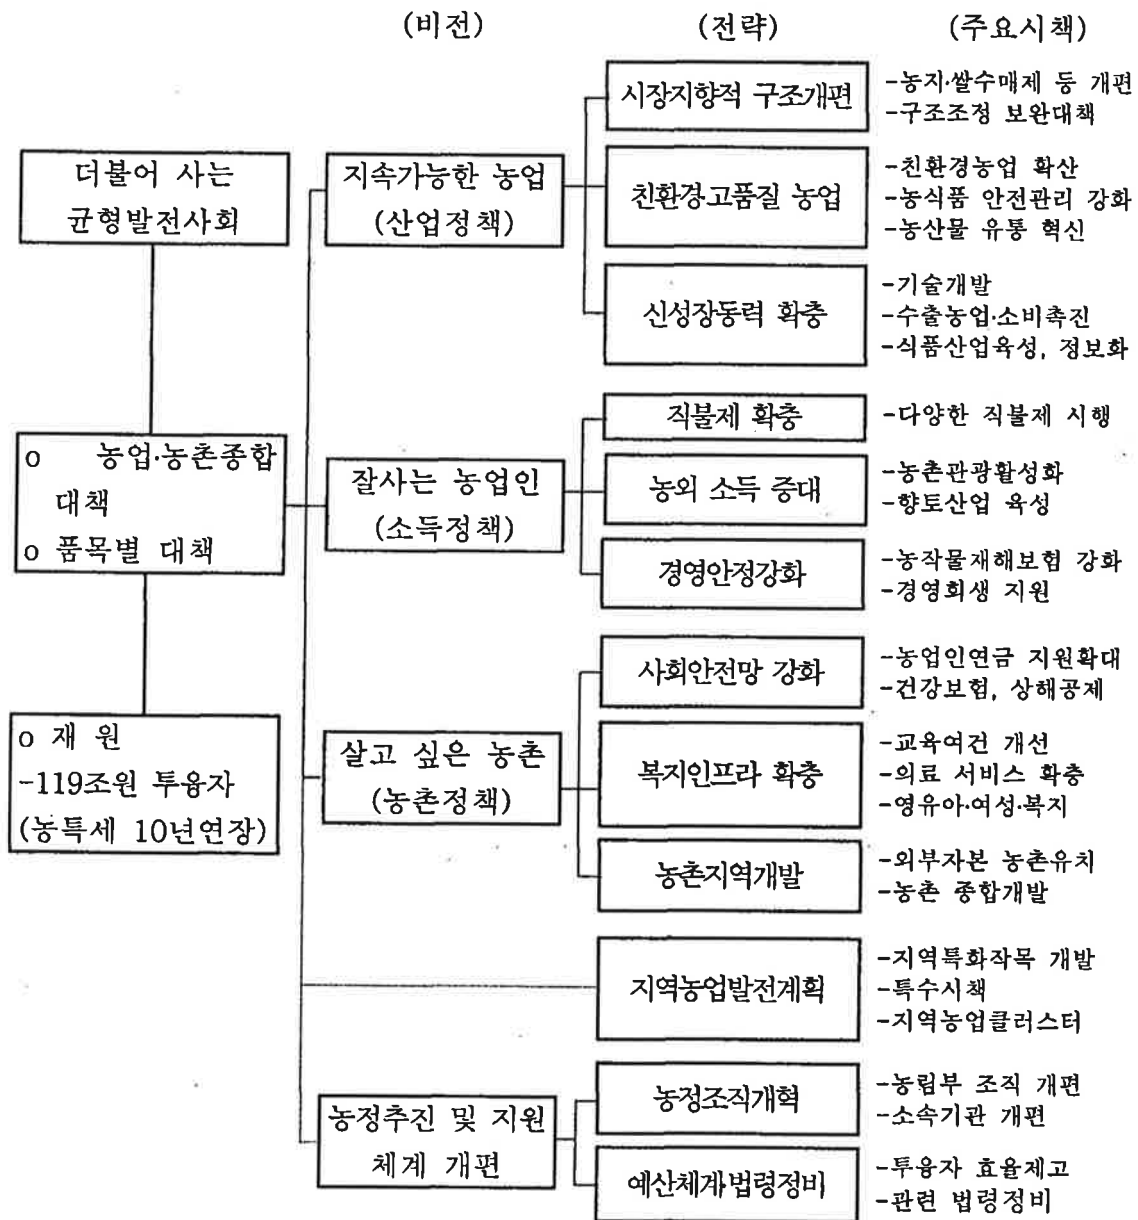 (비전)
(전략)
(주요시책)
더불어 사는
균형발전사회
o 농업·농촌종합
대책
o 품목별 대책
o 재 원
-119조원 투융자
(농특세 10년연장)
지속가능한 농업
(산업정책)
시장지향적 구조개편
-농지·쌀수매제 등 개편
-구조조정 보완대책
친환경·고품질 농업
-친환경농업 확산
-농식품 안전관리 강화
-농산물 유통 혁신
신성장동력 확충
-기술개발
-수출농업·소비촉진
-식품산업육성, 정보화
잘사는 농업인
(소득정책)
직불제 확충
-다양한 직불제 시행
농외 소득 증대
-농촌관광활성화
-향토산업 육성
경영안정강화
-농작물재해보험 강화
-경영회생 지원
살고 싶은 농촌
(농촌정책)
사회안전망 강화
-농업인연금 지원확대
-건강보험, 상해공제
복지인프라 확충
-교육여건 개선
-의료 서비스 확충
-영유아·여성·복지
농촌지역개발
-외부자본 농촌유치
-농촌 종합개발
지역농업발전계획
-지역특화작목 개발
-특수시책
-지역농업클러스터
농정추진 및 지원
체계 개편
농정조직개혁
-농림부 조직 개편
-소속기관 개편
예산체계·법령정비
-투융자 효율제고
-관련 법령정비